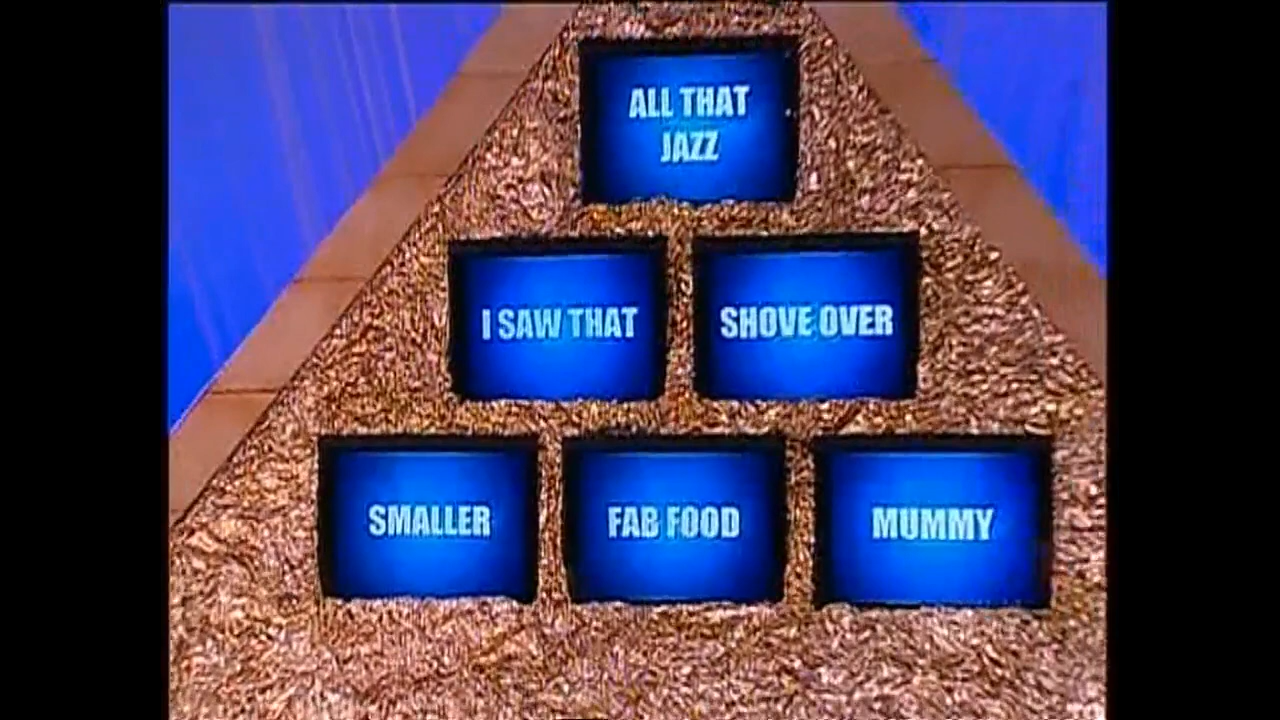 ALL THAT
JAZZ
I SAW THAT
SHOVE OVER
SMALLER
FAB FOOD
MUMMY